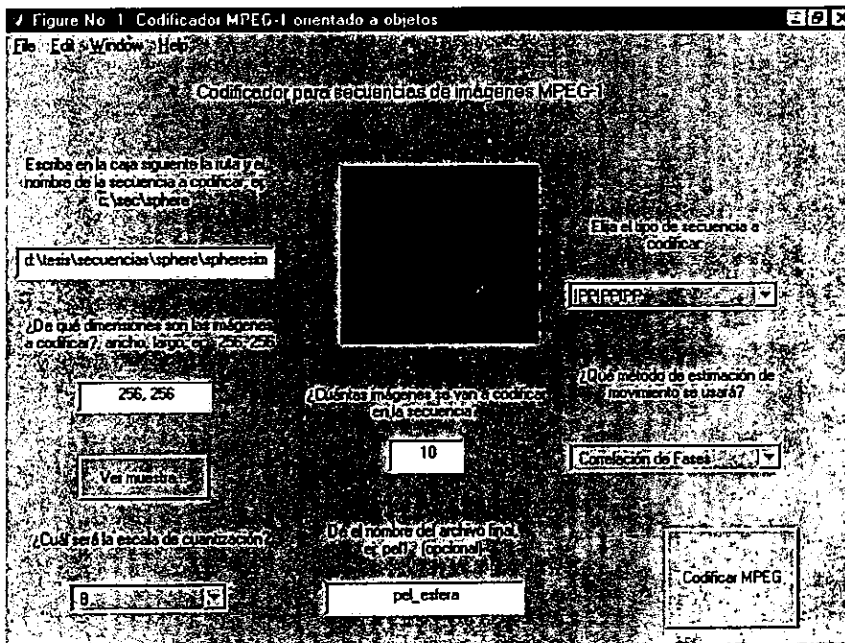 Figure No. 1 Codificador MPEG-1 orientado a objetos
File Edit Window Help
Codificador para secuencias de imágenes MPEG-1
Escriba en la caja siguiente la ruta y el
nombre de la secuencia a codificar, ej:
E:\sec\sphere
d:\tesis\secuencias\sphere\spheresim
¿De qué dimensiones son las imágenes
a codificar?, ancho, largo, ej: 256, 256
256, 256
Ver muestra
¿Cuál será la escala de cuantización?
8
¿Cuántas imágenes se van a codificar
en la secuencia
10
Dé el nombre del archivo final,
ej: pel1? (opcional)
pel_esfera
Elija el tipo de secuencia a
codificar
IPPIPPIPP
¿Qué método de estimación de
movimiento se usará?
Correlación de Fases
Codificar MPEG